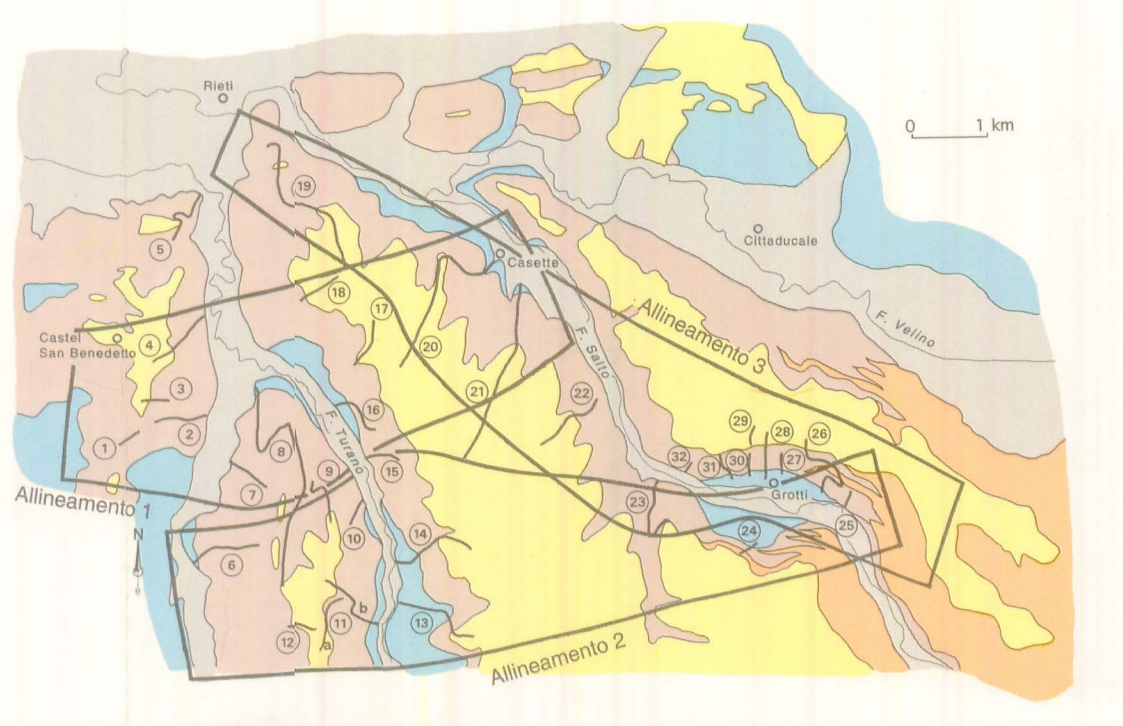 Rieti
0 1 km
19
5
Cittaducale
Casette
18
17
Allineamento 3
F. Velino
Castel
San Benedetto
4
20
F. Salto
3
21
22
16
29
28
26
1
2
F. Turano
8
32
31
30
27
9
15
7
Grotti
Allineamento 1
23
N
10
14
24
25
6
b
11
13
12
a
Allineamento 2